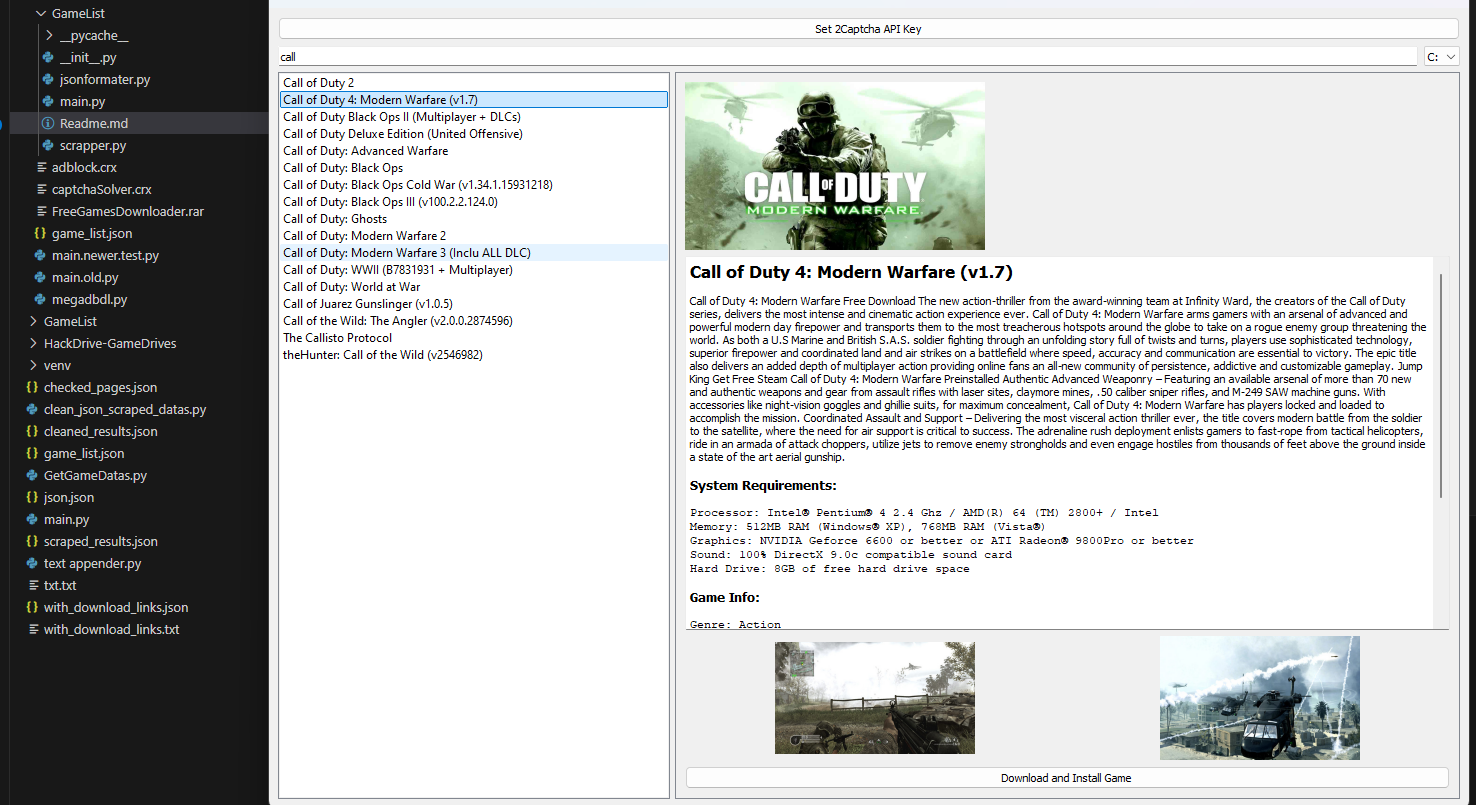 GameList
__pycache__
__init__.py
jsonformater.py
main.py
Readme.md
scrapper.py
adblock.crx
captchaSolver.crx
FreeGamesDownloader.rar
game_list.json
main.newer.test.py
main.old.py
megadbdl.py
GameList
HackDrive-GameDrives
venv
checked_pages.json
clean_json_scraped_datas.py
cleaned_results.json
game_list.json
GetGameDatas.py
json.json
main.py
scraped_results.json
text appender.py
txt.txt
with_download_links.json
with_download_links.txt
Set 2Captcha API Key
call
C:
Call of Duty 2
Call of Duty 4: Modern Warfare (v1.7)
Call of Duty Black Ops II (Multiplayer + DLCs)
Call of Duty Deluxe Edition (United Offensive)
Call of Duty: Advanced Warfare
Call of Duty: Black Ops
Call of Duty: Black Ops Cold War (v1.34.1.15931218)
Call of Duty: Black Ops III (v100.2.2.124.0)
Call of Duty: Ghosts
Call of Duty: Modern Warfare 2
Call of Duty: Modern Warfare 3 (Inclu ALL DLC)
Call of Duty: WWII (B7831931 + Multiplayer)
Call of Duty: World at War
Call of Juarez Gunslinger (v1.0.5)
Call of the Wild: The Angler (v2.0.0.2874596)
The Callisto Protocol
theHunter: Call of the Wild (v2546982)
CALL OF DUTY
MODERN WARFARE
Call of Duty 4: Modern Warfare (v1.7)
Call of Duty 4: Modern Warfare Free Download The new action-thriller from the award-winning team at Infinity Ward, the creators of the Call of Duty
series, delivers the most intense and cinematic action experience ever. Call of Duty 4: Modern Warfare arms gamers with an arsenal of advanced and
powerful modern day firepower and transports them to the most treacherous hotspots around the globe to take on a rogue enemy group threatening the
world. As both a U.S Marine and British S.A.S. soldier fighting through an unfolding story full of twists and turns, players use sophisticated technology,
superior firepower and coordinated land and air strikes on a battlefield where speed, accuracy and communication are essential to victory. The epic title
also delivers an added depth of multiplayer action providing online fans an all-new community of persistence, addictive and customizable gameplay. Jump
King Get Free Steam Call of Duty 4: Modern Warfare Preinstalled Authentic Advanced Weaponry – Featuring an available arsenal of more than 70 new
and authentic weapons and gear from assault rifles with laser sites, claymore mines, .50 caliber sniper rifles, and M-249 SAW machine guns. With
accessories like night-vision goggles and ghillie suits, for maximum concealment, Call of Duty 4: Modern Warfare has players locked and loaded to
accomplish the mission. Coordinated Assault and Support – Delivering the most visceral action thriller ever, the title covers modern battle from the soldier
to the satellite, where the need for air support is critical to success. The adrenaline rush deployment enlists gamers to fast-rope from tactical helicopters,
ride in an armada of attack choppers, utilize jets to remove enemy strongholds and even engage hostiles from thousands of feet above the ground inside
a state of the art aerial gunship.
System Requirements:
Processor: Intel® Pentium® 4 2.4 Ghz / AMD(R) 64 (TM) 2800+ / Intel
Memory: 512MB RAM (Windows® XP), 768MB RAM (Vista®)
Graphics: NVIDIA Geforce 6600 or better or ATI Radeon® 9800Pro or better
Sound: 100% DirectX 9.0c compatible sound card
Hard Drive: 8GB of free hard drive space
Game Info:
Genre: Action
Download and Install Game